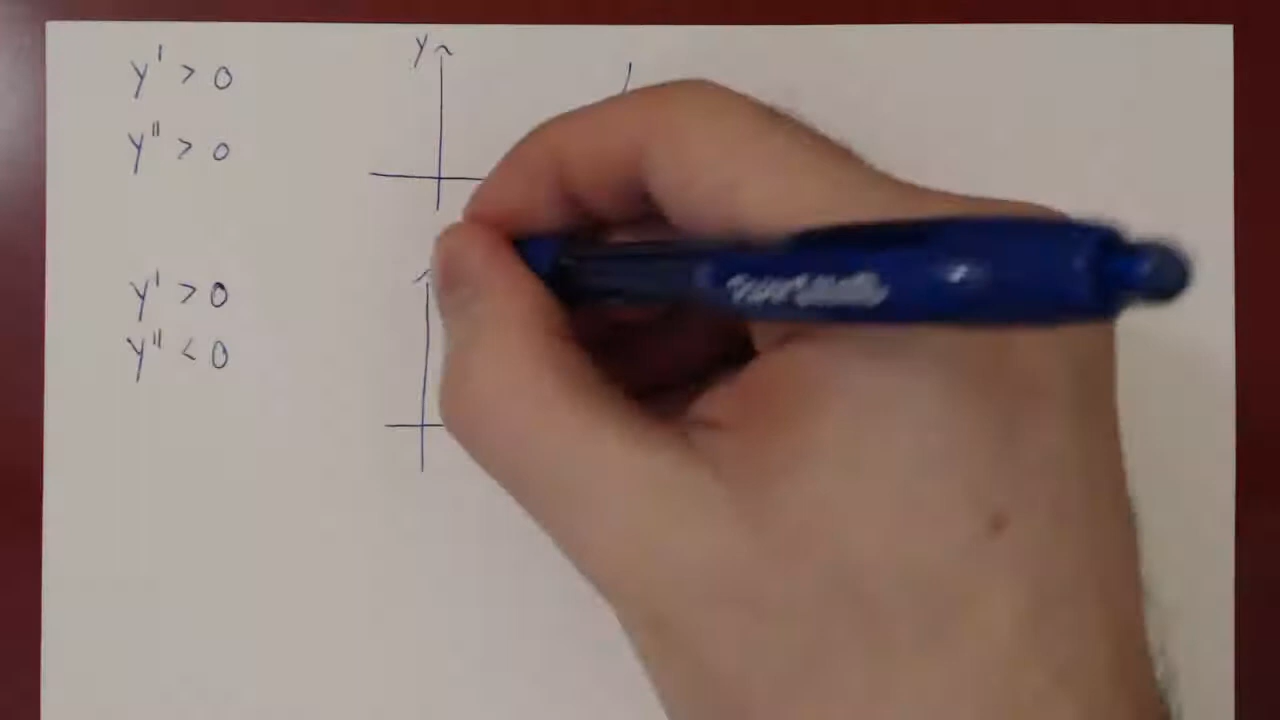 y' > 0
y'' > 0
y
y' > 0
y'' < 0